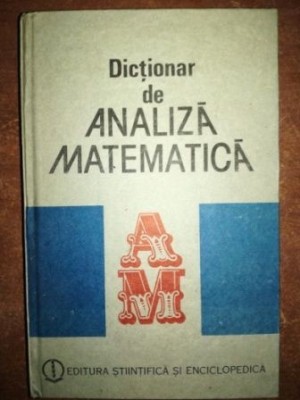 Dicționar
de
ANALIZĂ
MATEMATICĂ
A
M
EDITURA ȘTIINȚIFICĂ ȘI ENCICLOPEDICĂ